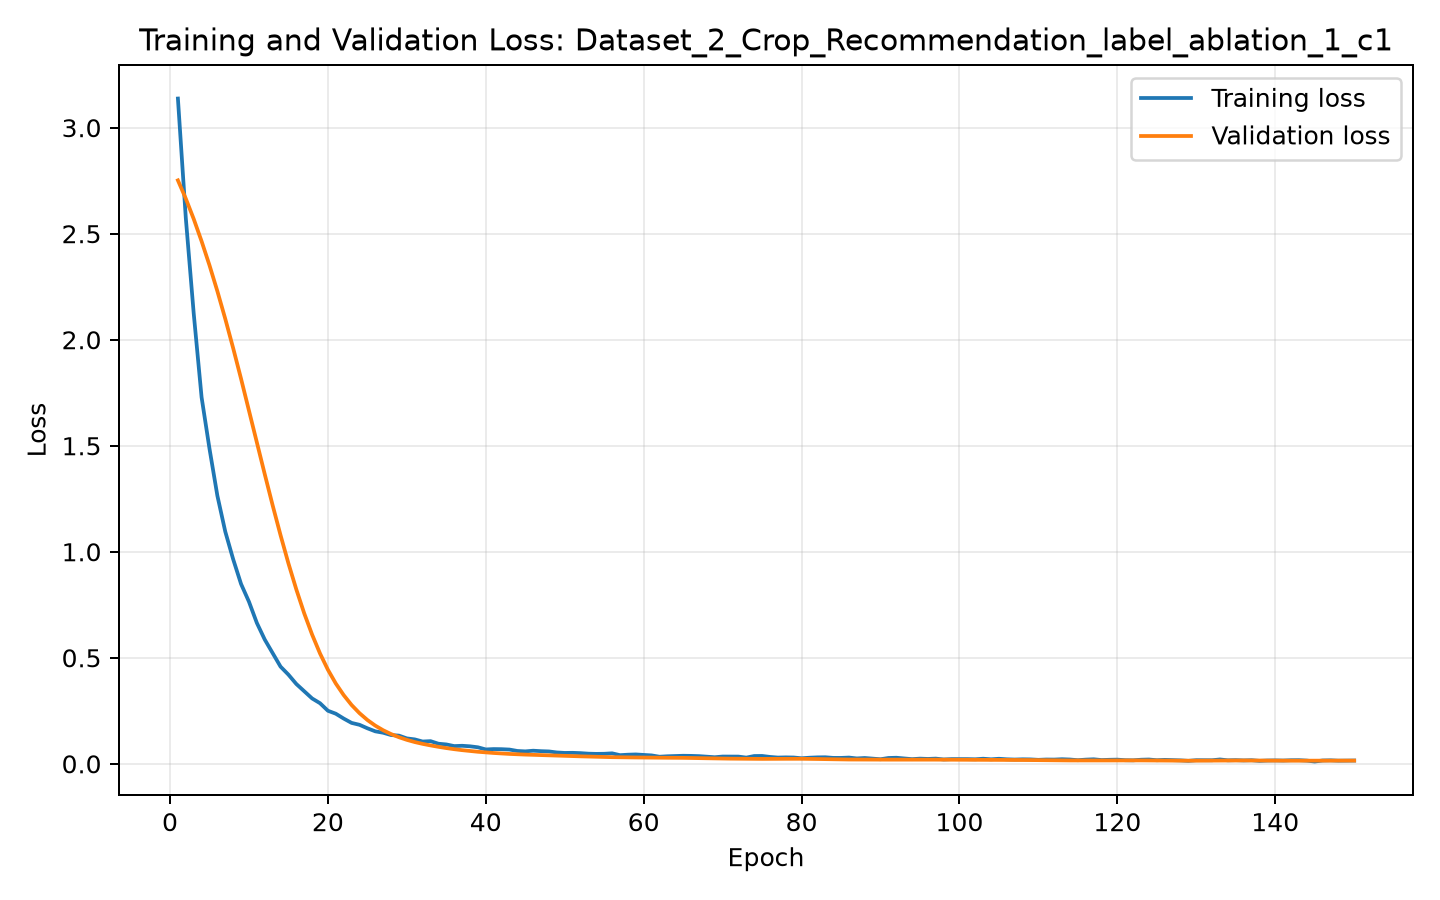 Training and Validation Loss: Dataset_2_Crop_Recommendation_label_ablation_1_c1
Training loss
Validation loss
3.0
2.5
2.0
1.5
1.0
0.5
0.0
Loss
0 20 40 60 80 100 120 140
Epoch